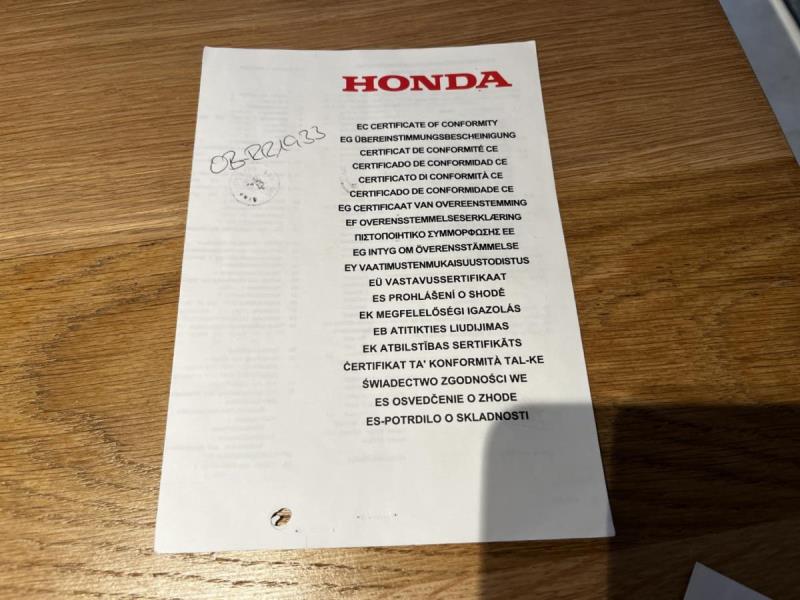 HONDA
EC CERTIFICATE OF CONFORMITY
EG ÜBEREINSTIMMUNGSBESCHEINIGUNG
CERTIFICAT DE CONFORMITÉ CE
CERTIFICADO DE CONFORMIDAD CE
CERTIFICATO DI CONFORMITÀ CE
CERTIFICADO DE CONFORMIDADE CE
EG CERTIFICAAT VAN OVEREENSTEMMING
EF OVERENSSTEMMELSESERKLÆRING
ΠΙΣΤΟΠΟΙΗΤΙΚΟ ΣΥΜΜΟΡΦΩΣΗΣ ΕΕ
EG INTYG OM ÖVERENSSTÄMMELSE
EY VAATIMUSTENMUKAISUUSTODISTUS
EÜ VASTAVUSSERTIFIKAAT
ES PROHLÁŠENÍ O SHODĚ
EK MEGFELELŐSÉGI IGAZOLÁS
EB ATITIKTIES LIUDIJIMAS
EK ATBILSTĪBAS SERTIFIKĀTS
ĊERTIFIKAT TA' KONFORMITÀ TAL-KE
ŚWIADECTWO ZGODNOŚCI WE
ES OSVEDČENIE O ZHODE
ES-POTRDILO O SKLADNOSTI